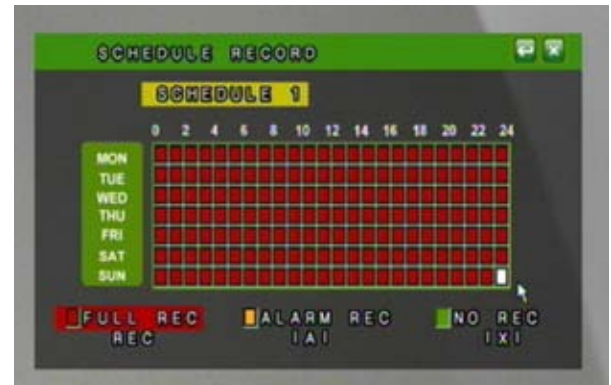 SCHEDULE RECORD
SCHEDULE 1
0 2 4 6 8 10 12 14 16 18 20 22 24
MON
TUE
WED
THU
FRI
SAT
SUN
FULL REC ALARM REC NO REC
REC |A| |X|